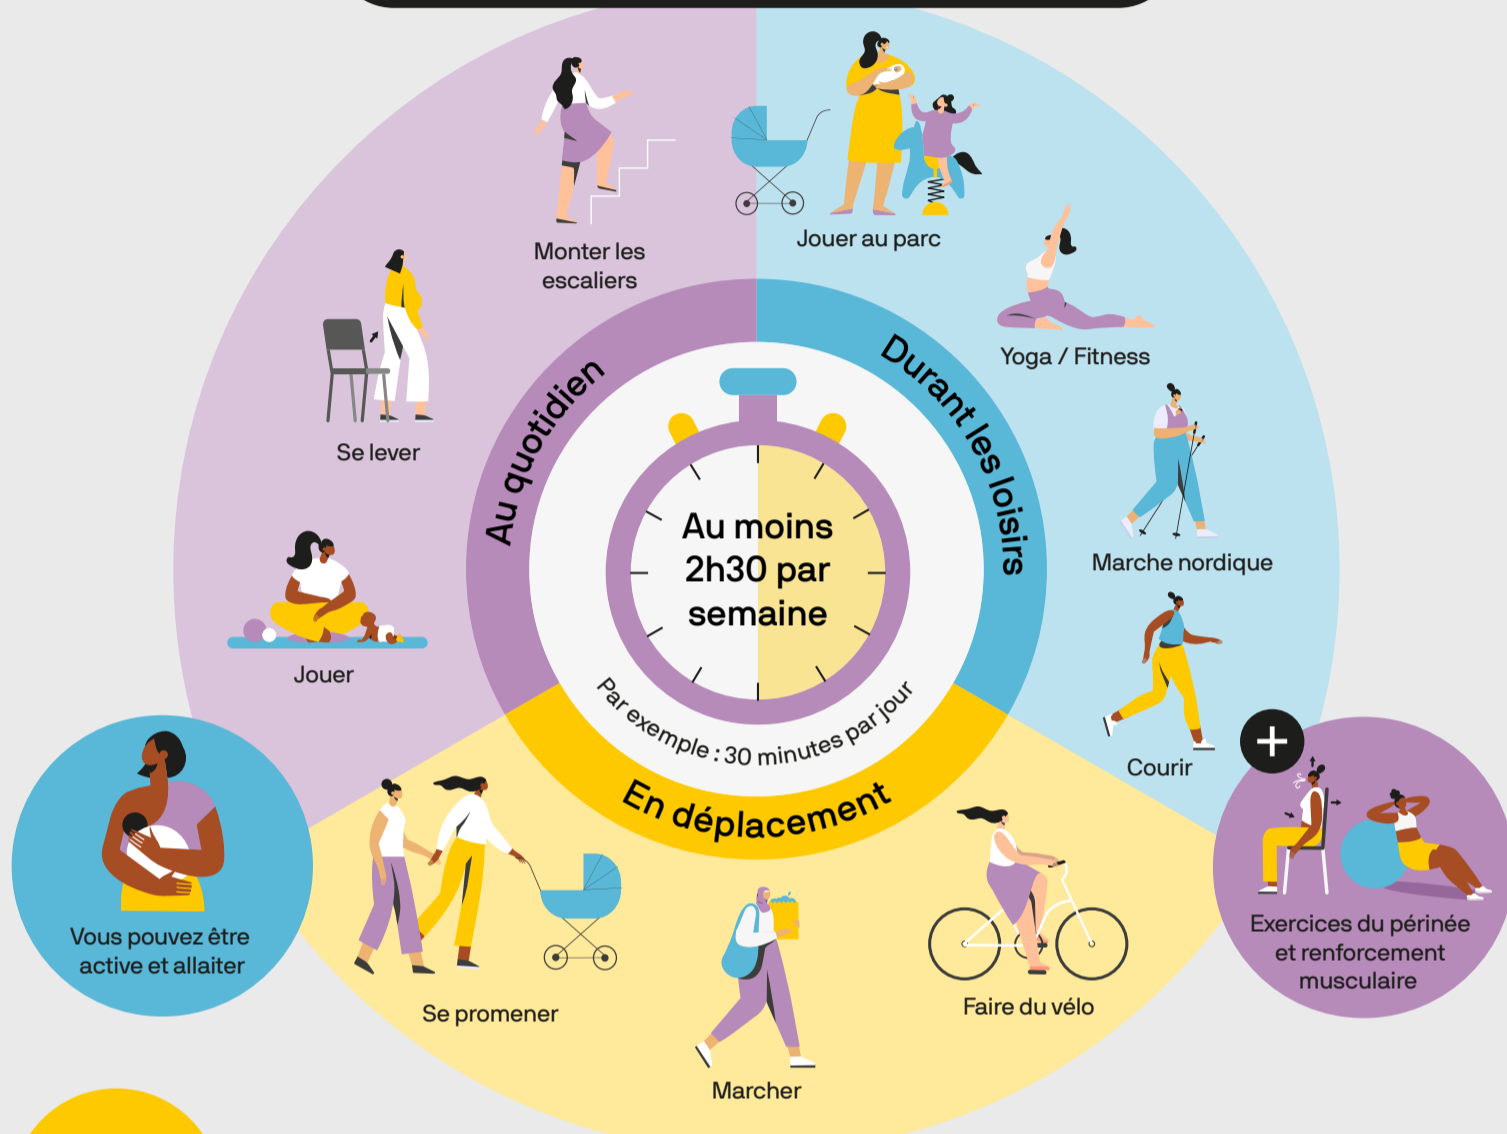 Monter les
escaliers
Jouer au parc
Yoga / Fitness
Se lever
Au quotidien
Durant les loisirs
Marche nordique
Au moins
2h30 par
semaine
Par exemple : 30 minutes par jour
Jouer
Courir
En déplacement
Vous pouvez être
active et allaiter
Se promener
Marcher
Faire du vélo
+
Exercices du périnée
et renforcement
musculaire